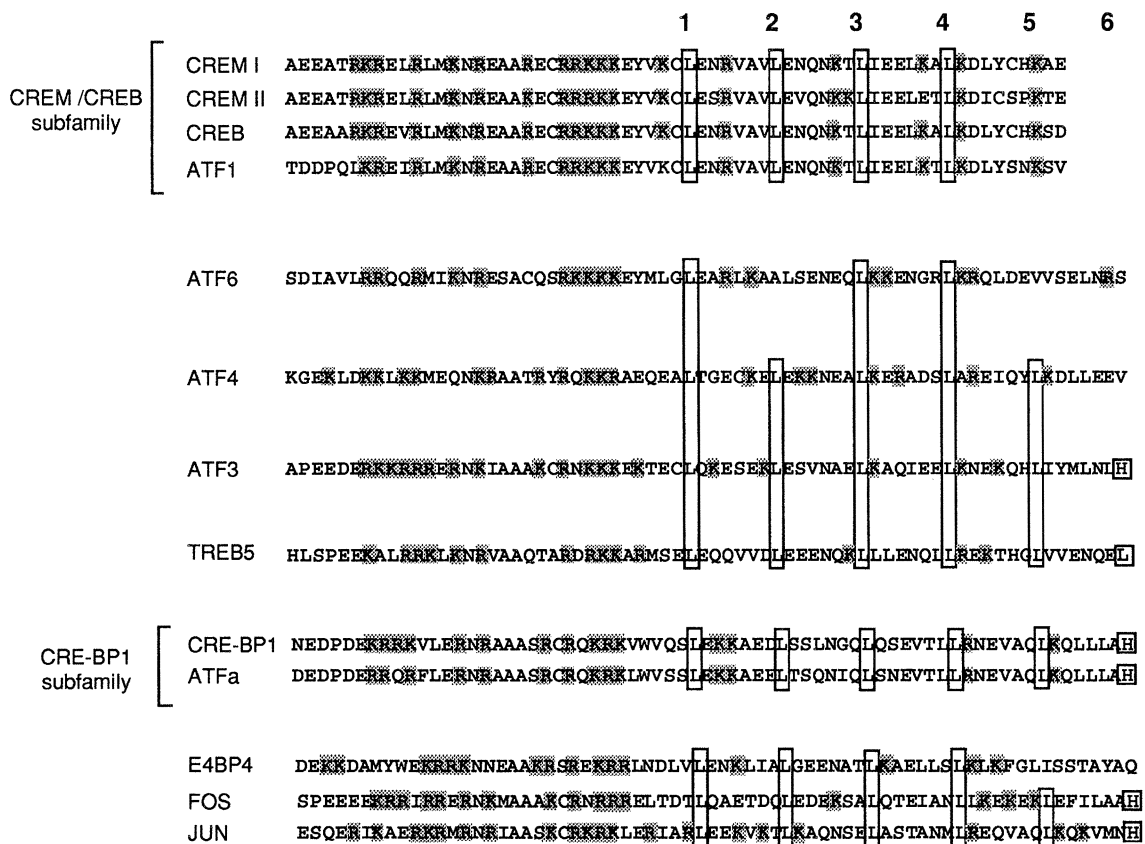 1 2 3 4 5 6
CREM /CREB subfamily
CREM I AEEATRKRELRLMKNREAARECRRKKKEYVKCLENRVAVLENQNKTLIEELKALKDLYCHKAE
CREM II AEEATRKRELRLMKNREAAKECRRRKKEYVKCLESRVAVLEVQNKKLIEELETLKDICSPKTE
CREB AEEAARKREVRLMKNREAARECRRKKKEYVKCLENRVAVLENQNKTLIEELKALKDLYCHKSD
ATF1 TDDPQLKREIRLMKNREAARECRRKKKEYVKCLENRVAVLENQNKTLIEELKTLKDLYSNKSV
ATF6 SDIAVLRRQQRMIKNRESACQSRKKKKEYMLGLEARLKAALSENEQLKKENGRLKRQLDEVVSELNRS
ATF4 KGEKLDKKLKKMEQNKRAATRYRQKKRAEQEALTGECKELEKKNEALKERADSLAREIQYLKDLLEEV
ATF3 APEEDERKKRRRERNKIAAAKCRNKKKEKTECLQKESEKLESVNAELKAQIEELKNEKQHLIYMLNLH
TREB5 HLSPEEKALRRKLKNRVAAQTARDRKKARMSELEQQVVDLEEENQKLLLENQLLREKTHGLVVENQEL
CRE-BP1 subfamily
CRE-BP1 NEDPDEKRRKVLERNRAAASRCRQKRKVWVQSLEKKAEDLSSLNGQLQSEVTLLRNEVAQLKQLLLAH
ATFa DEDPDERRQRFLERNRAAASRCRQKRKLWVSSLEKKAEELTSQNIQLSNEVTLLRNEVAQLKQLLLAH
E4BP4 DEKKDAMYWEKRRKNNEAAKRSREKRRLNDLVLENKLIALGEENATLKAELLSLKLKFGLISSTAYAQ
FOS SPEEEEKRRIRRERNKMAAAKCRNRRRELTDTLQAETDQLEDEKSALQTEIANLLKEKEKLEFILAAH
JUN ESQERIKAERKRMRNRIAASKCRKRKLERIARLEEKVKTLKAQNSELASTANMLREQVAQLKQKVMNH